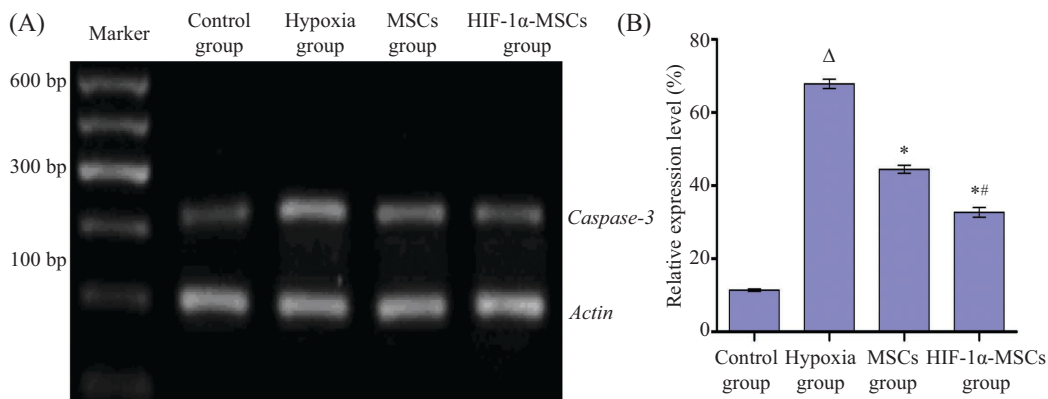 (A)
Marker
Control group
Hypoxia group
MSCs group
HIF-1α-MSCs group
600 bp
300 bp
100 bp
Caspase-3
Actin
(B)
Relative expression level (%)
80
60
40
20
0
Δ
*
*#
Control group
Hypoxia group
MSCs group
HIF-1α-MSCs group